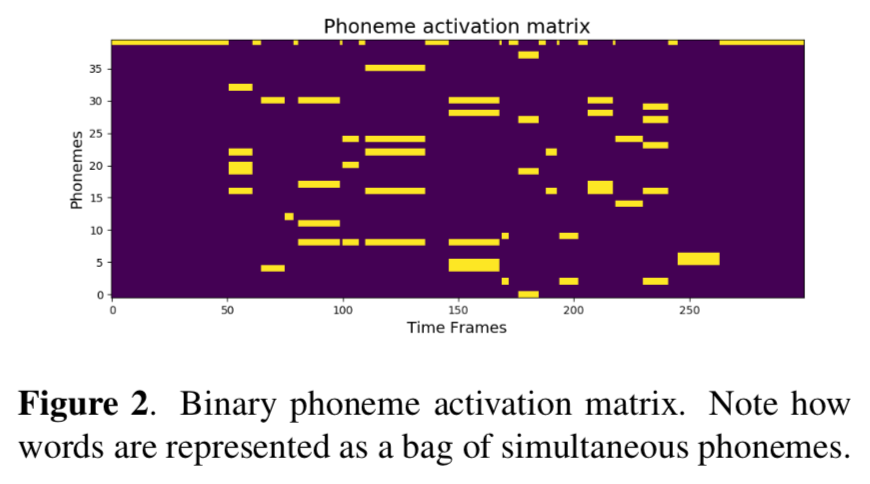 Phoneme activation matrix
Phonemes
35
30
25
20
15
10
5
0
0 50 100 150 200 250
Time Frames
Figure 2. Binary phoneme activation matrix. Note how
words are represented as a bag of simultaneous phonemes.